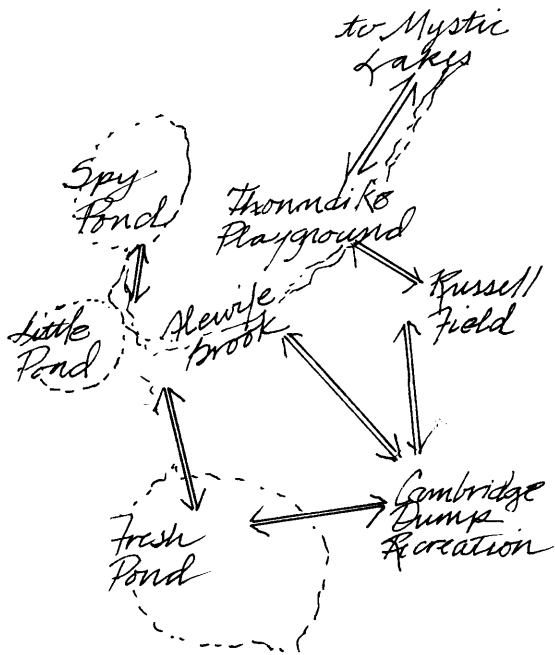 to Mystic
Lakes
Spy
Pond
Thorndike
Playground
Russell
Field
Alewife
brook
Little
Pond
Cambridge
Dump
Recreation
Fresh
Pond